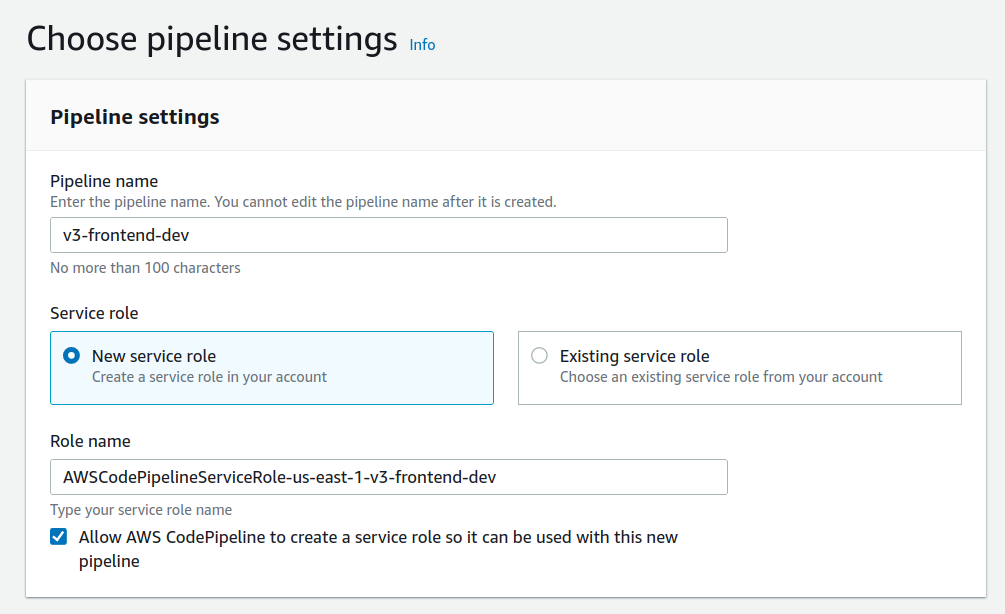 Choose pipeline settings Info
Pipeline settings
Pipeline name
Enter the pipeline name. You cannot edit the pipeline name after it is created.
v3-frontend-dev
No more than 100 characters
Service role
New service role
Create a service role in your account
Existing service role
Choose an existing service role from your account
Role name
AWSCodePipelineServiceRole-us-east-1-v3-frontend-dev
Type your service role name
Allow AWS CodePipeline to create a service role so it can be used with this new
pipeline